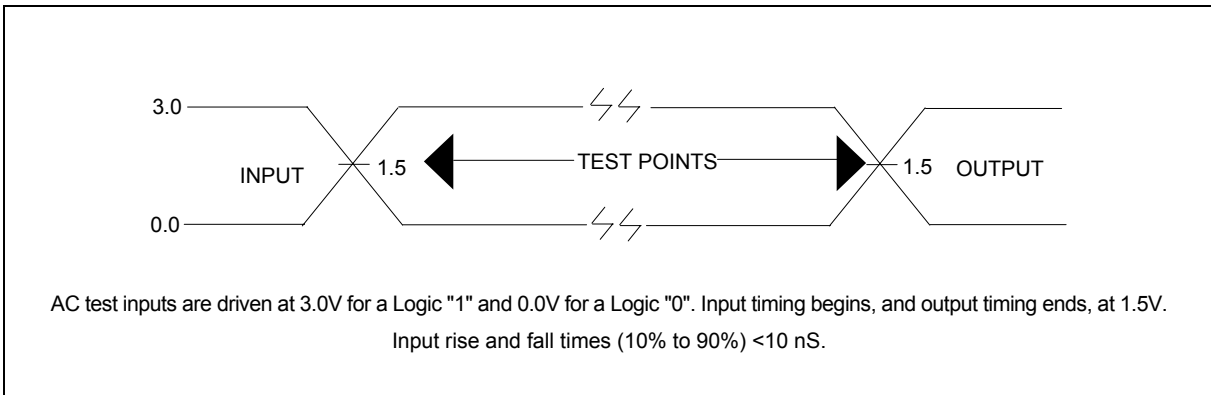 3.0
INPUT
1.5
TEST POINTS
1.5
OUTPUT
0.0
AC test inputs are driven at 3.0V for a Logic "1" and 0.0V for a Logic "0". Input timing begins, and output timing ends, at 1.5V.
Input rise and fall times (10% to 90%) <10 nS.